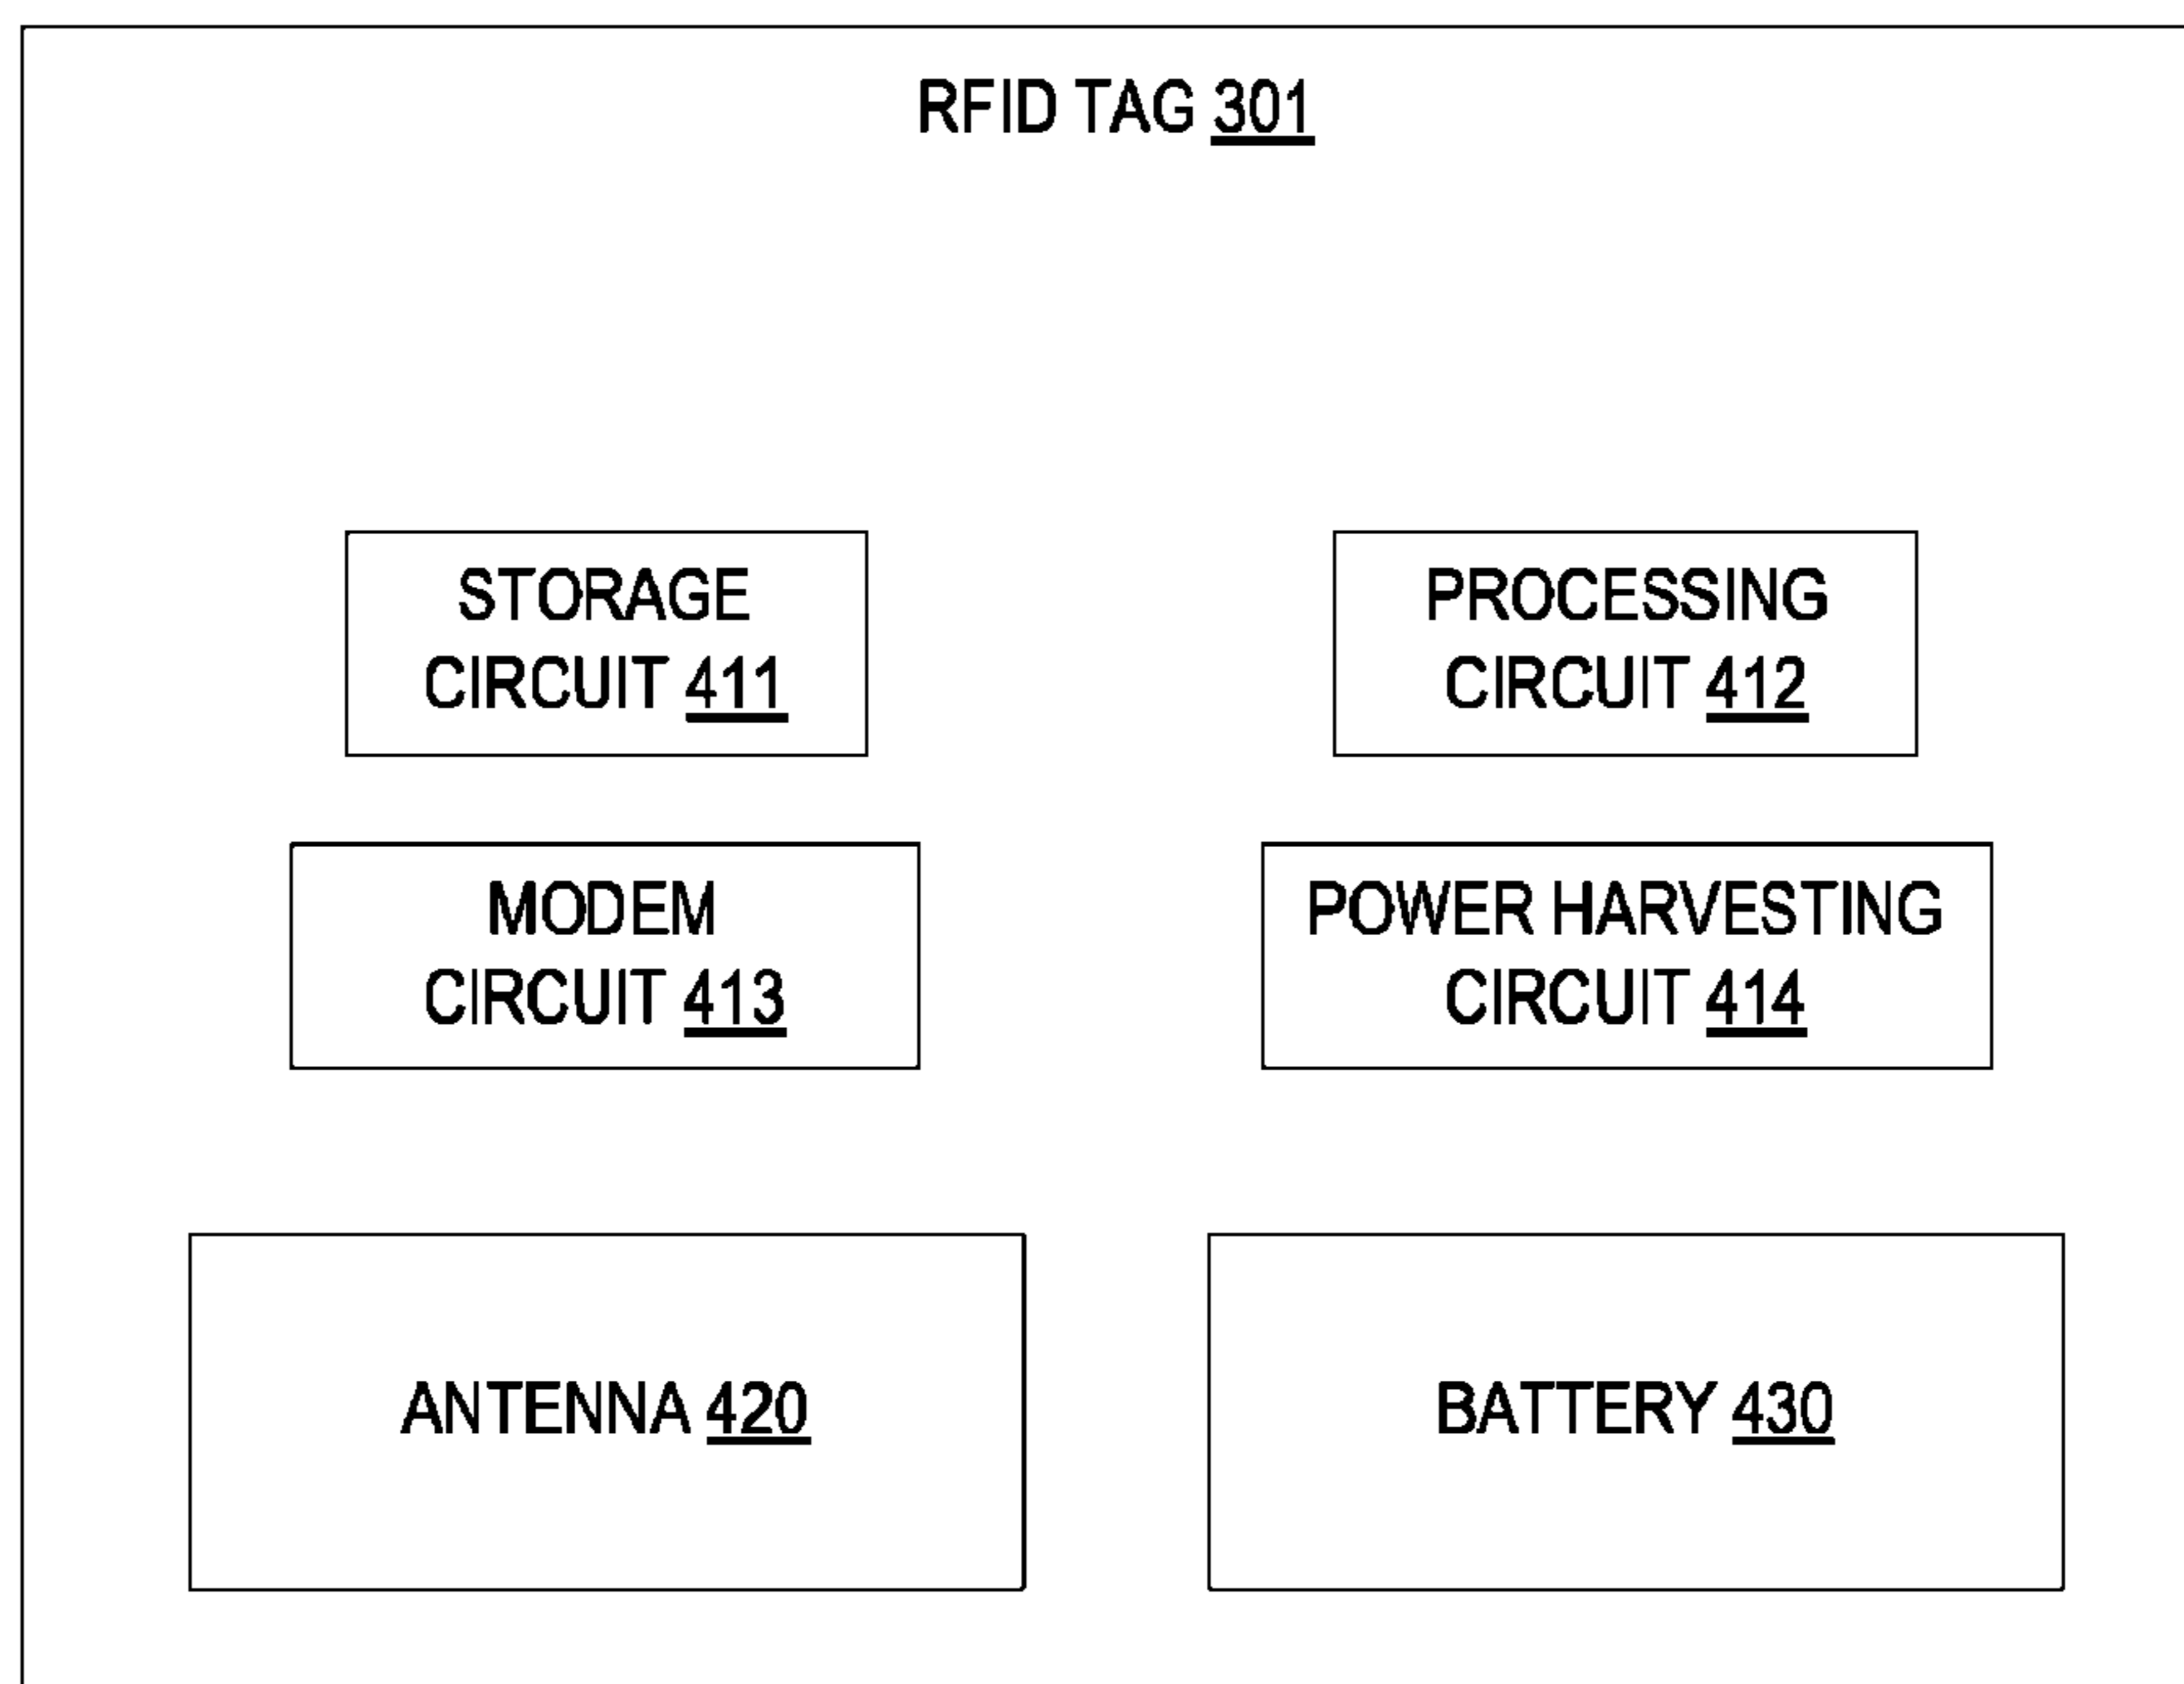 RFID TAG 301
STORAGE
CIRCUIT 411
PROCESSING
CIRCUIT 412
MODEM
CIRCUIT 413
POWER HARVESTING
CIRCUIT 414
ANTENNA 420
BATTERY 430